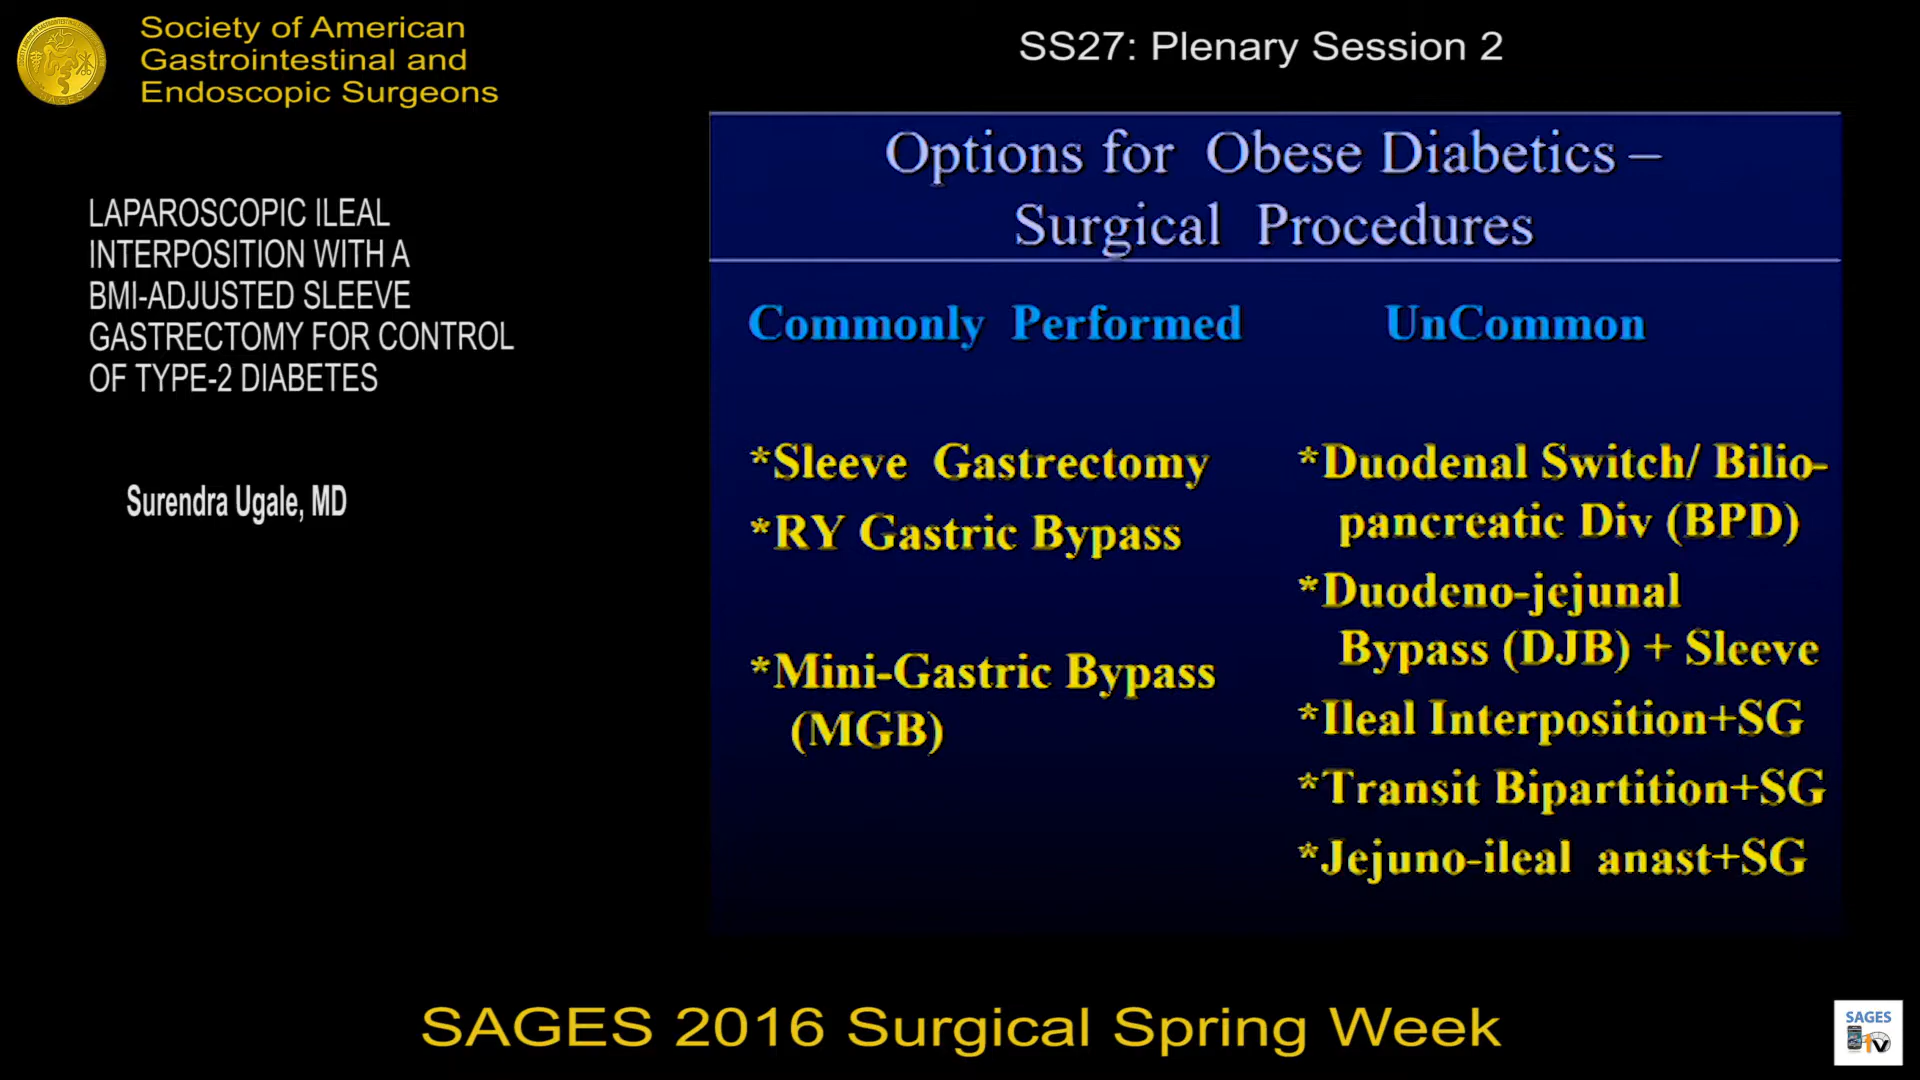 Society of American
Gastrointestinal and
Endoscopic Surgeons
SS27: Plenary Session 2
LAPAROSCOPIC ILEAL
INTERPOSITION WITH A
BMI-ADJUSTED SLEEVE
GASTRECTOMY FOR CONTROL
OF TYPE-2 DIABETES
Surendra Ugale, MD
Options for Obese Diabetics –
Surgical Procedures
Commonly Performed
*Sleeve Gastrectomy
*RY Gastric Bypass
*Mini-Gastric Bypass
(MGB)
UnCommon
*Duodenal Switch/ Bilio-
pancreatic Div (BPD)
*Duodeno-jejunal
Bypass (DJB) + Sleeve
*Ileal Interposition+SG
*Transit Bipartition+SG
*Jejuno-ileal anast+SG
SAGES 2016 Surgical Spring Week
SAGES
TV